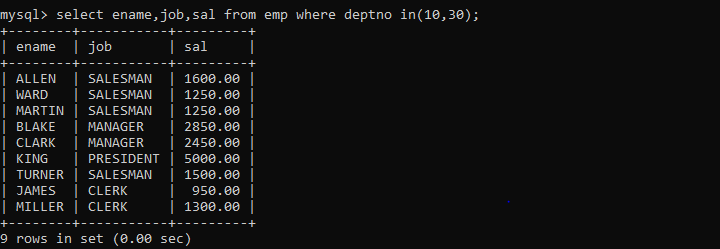 mysql> select ename,job,sal from emp where deptno in(10,30);
+--------+-----------+---------+
| ename  | job       | sal     |
+--------+-----------+---------+
| ALLEN  | SALESMAN  | 1600.00 |
| WARD   | SALESMAN  | 1250.00 |
| MARTIN | SALESMAN  | 1250.00 |
| BLAKE  | MANAGER   | 2850.00 |
| CLARK  | MANAGER   | 2450.00 |
| KING   | PRESIDENT | 5000.00 |
| TURNER | SALESMAN  | 1500.00 |
| JAMES  | CLERK     |  950.00 |
| MILLER | CLERK     | 1300.00 |
+--------+-----------+---------+
9 rows in set (0.00 sec)